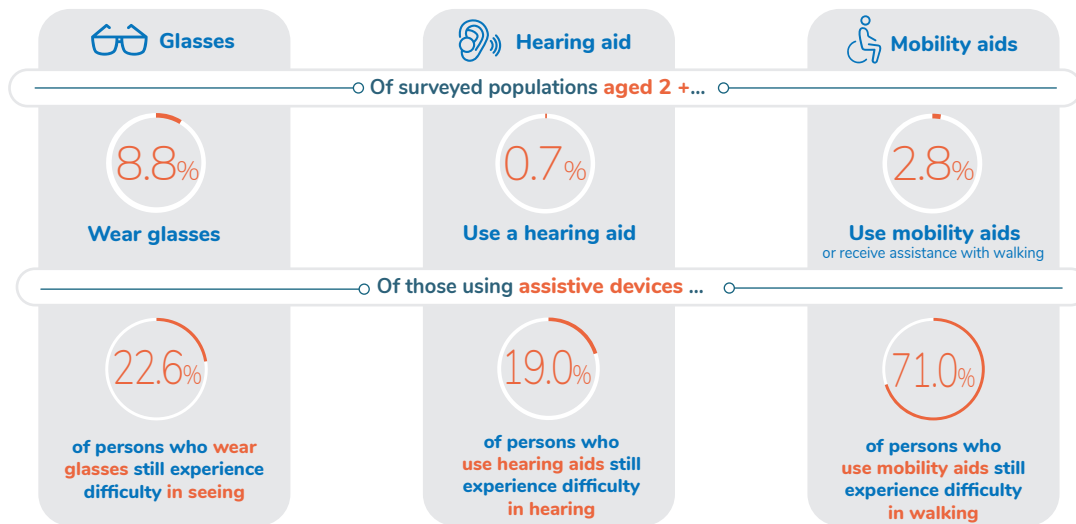 Glasses
Hearing aid
Mobility aids
Of surveyed populations aged 2 +...
8.8%
Wear glasses
0.7%
Use a hearing aid
2.8%
Use mobility aids
or receive assistance with walking
Of those using assistive devices ...
22.6%
of persons who wear
glasses still experience
difficulty in seeing
19.0%
of persons who
use hearing aids still
experience difficulty
in hearing
71.0%
of persons who
use mobility aids still
experience difficulty
in walking